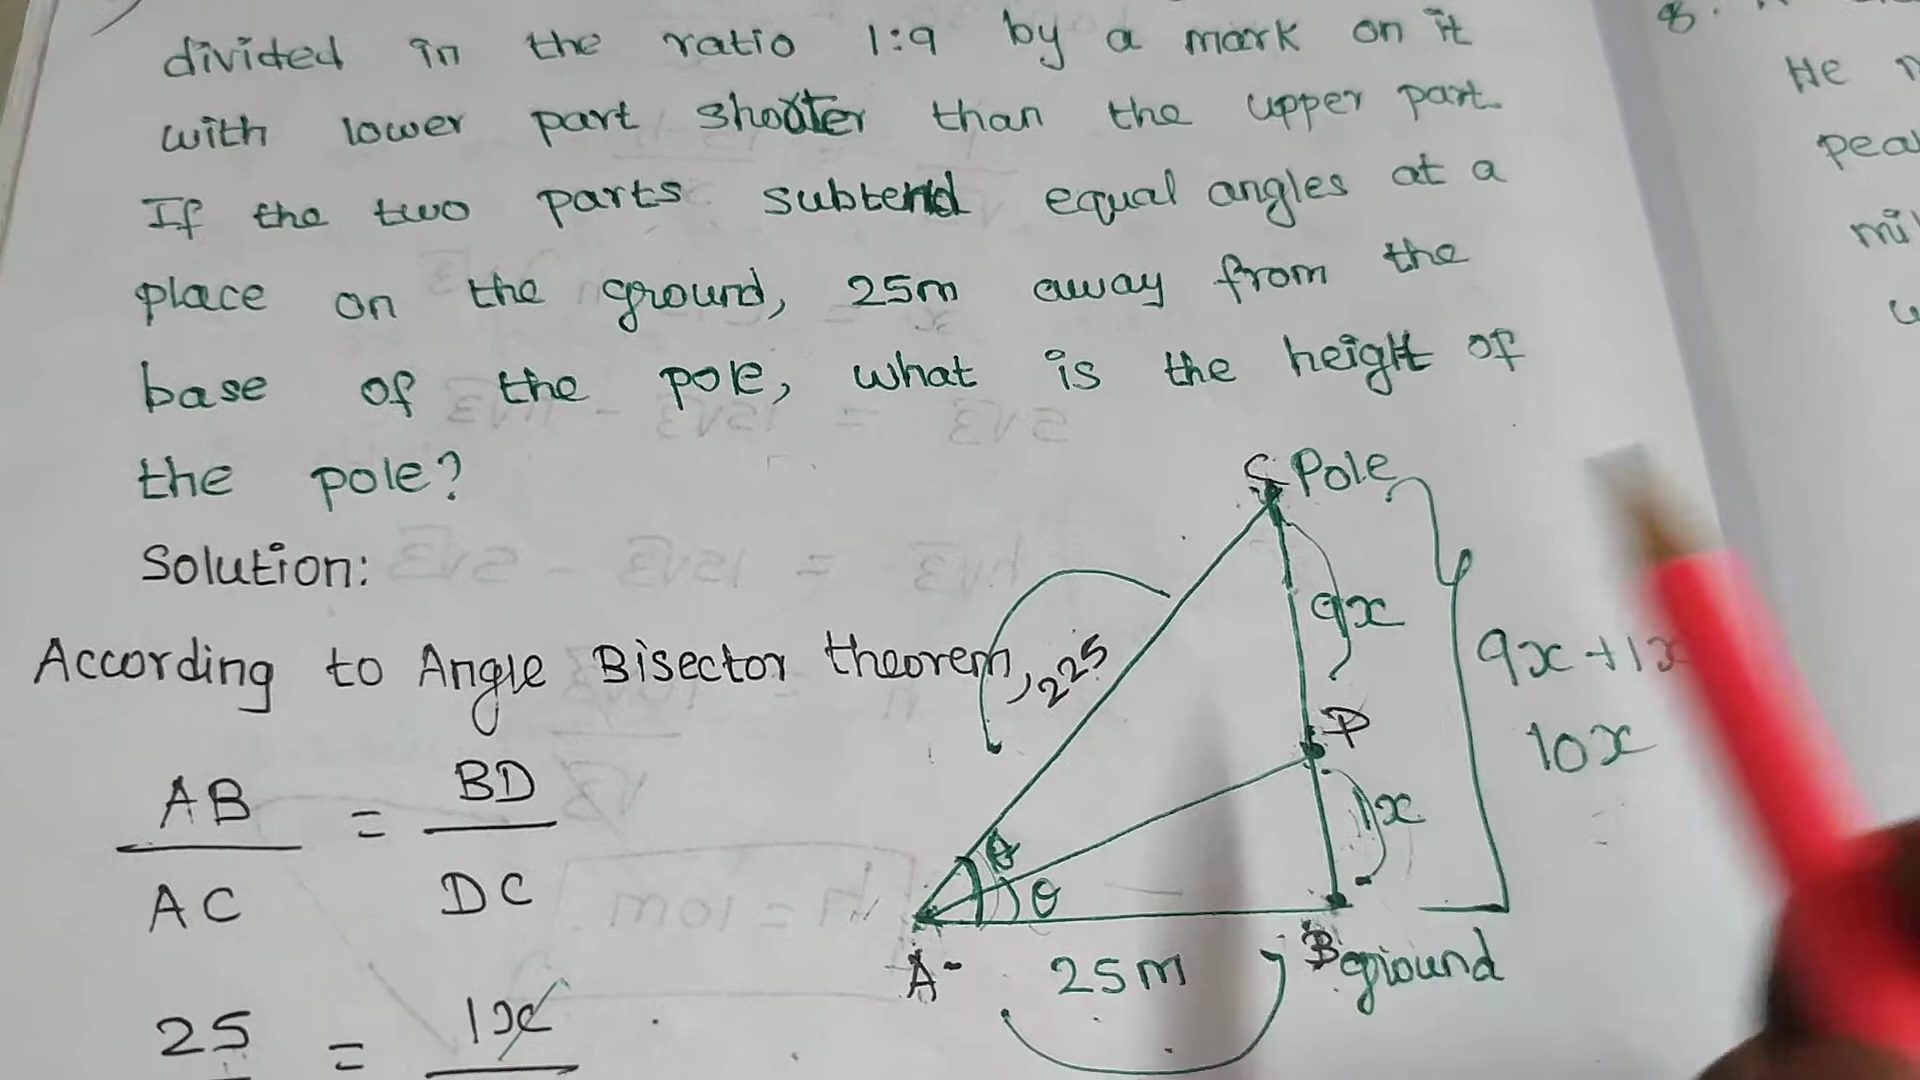 divided in the ratio 1:9 by a mark on it
with lower part shorter than the upper part.
If the two parts subtend equal angles at a
place on the ground, 25m away from the
base of the pole, what is the height of
the pole?
Solution:
According to Angle Bisector theorem,
AB = BD
AC DC
25 = 1x
C Pole
225
9x
9x+1x
D
10x
1x
θ
θ
A
25m
B ground
8.
He